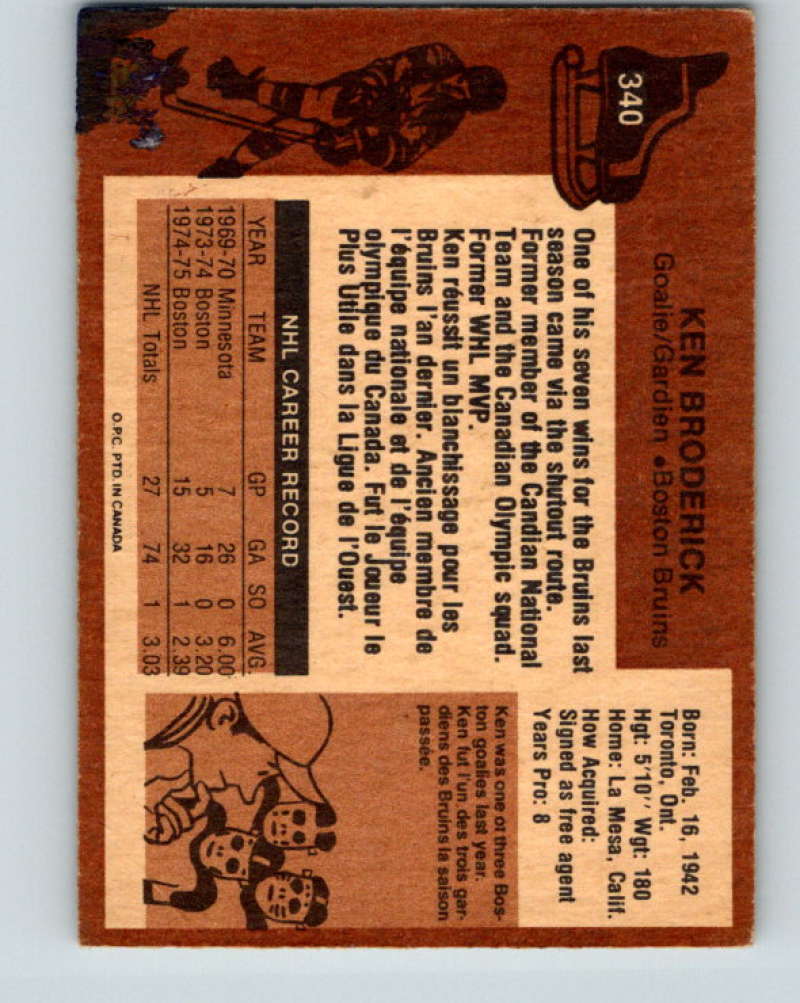 340
KEN BRODERICK
Goalie/Gardien • Boston Bruins
One of his seven wins for the Bruins last
season came via the shutout route.
Former member of the Candian National
Team and the Canadian Olympic squad.
Former WHL MVP.
Ken réussit un blanchissage pour les
Bruins l'an dernier. Ancien membre de
l'équipe nationale et de l'équipe
olympique du Canada. Fut le Joueur le
Plus Utile dans la Ligue de l'Ouest.
NHL CAREER RECORD
YEAR TEAM GP GA SO AVG.
1969-70 Minnesota 7 26 0 6.00
1973-74 Boston 5 16 0 3.20
1974-75 Boston 15 32 1 2.39
NHL Totals 27 74 1 3.03
O.P.C. PTD. IN CANADA
Born: Feb. 16, 1942
Toronto, Ont.
Hgt: 5'10'' Wgt: 180
Home: La Mesa, Calif.
How Acquired:
Signed as free agent
Years Pro: 8
Ken was one of three Bos-
ton goalies last year.
Ken fut l'un des trois gar-
diens des Bruins la saison
passée.